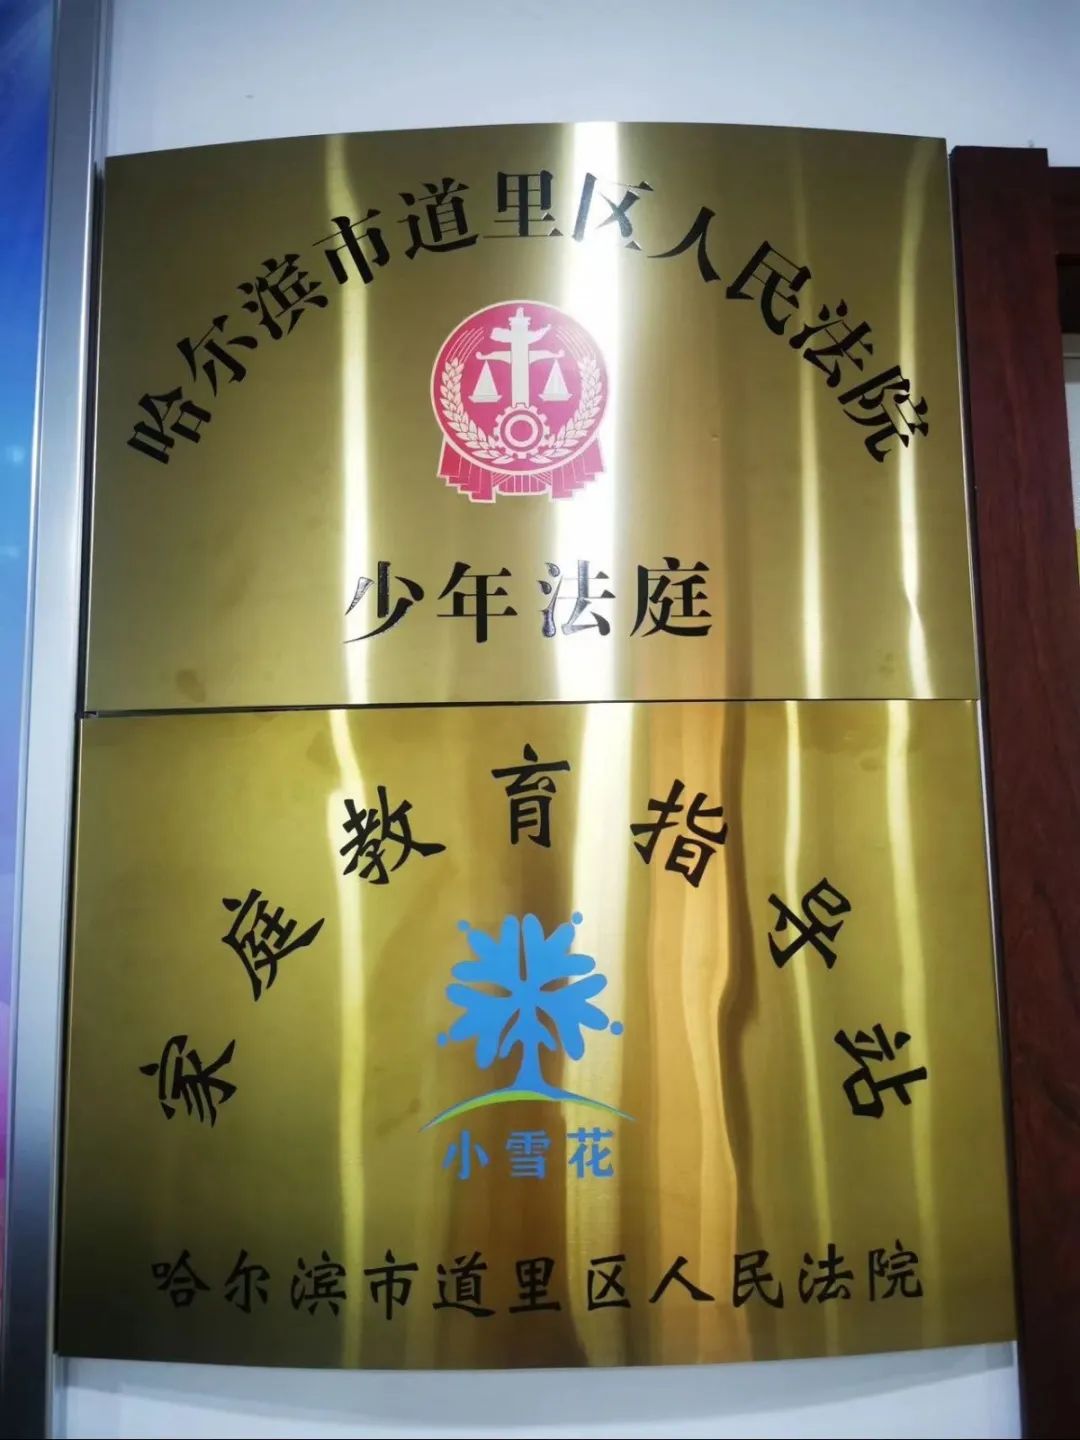 哈尔滨市道里区人民法院
少年法庭
家庭教育指导站
小雪花
哈尔滨市道里区人民法院